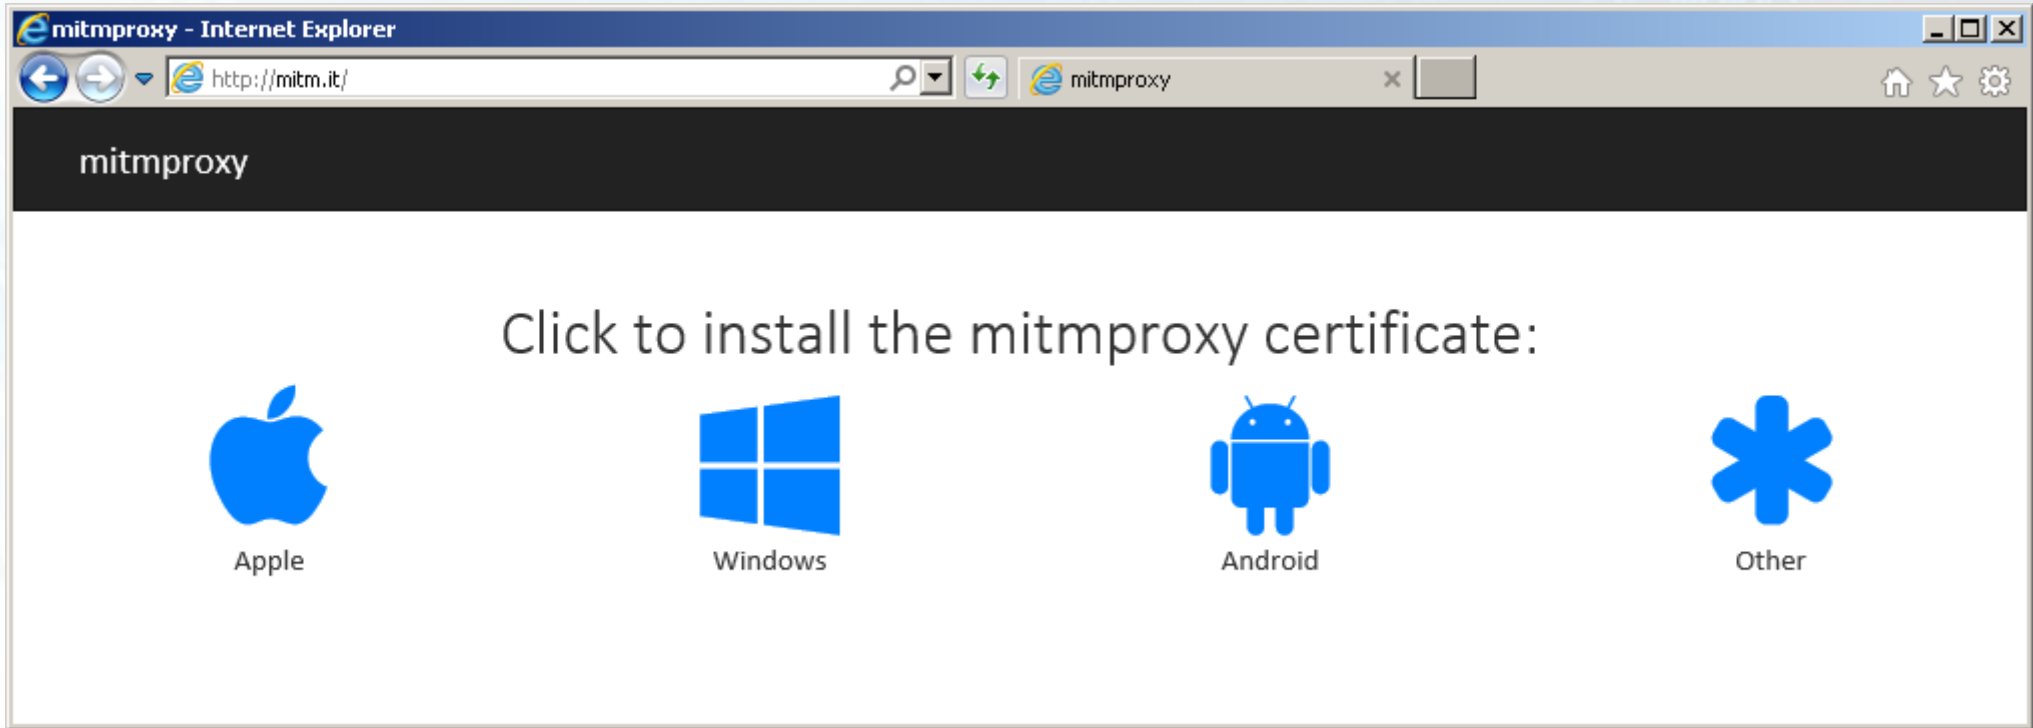 mitmproxy - Internet Explorer
http://mitm.it/
mitmproxy
mitmproxy
Click to install the mitmproxy certificate:
Apple
Windows
Android
Other